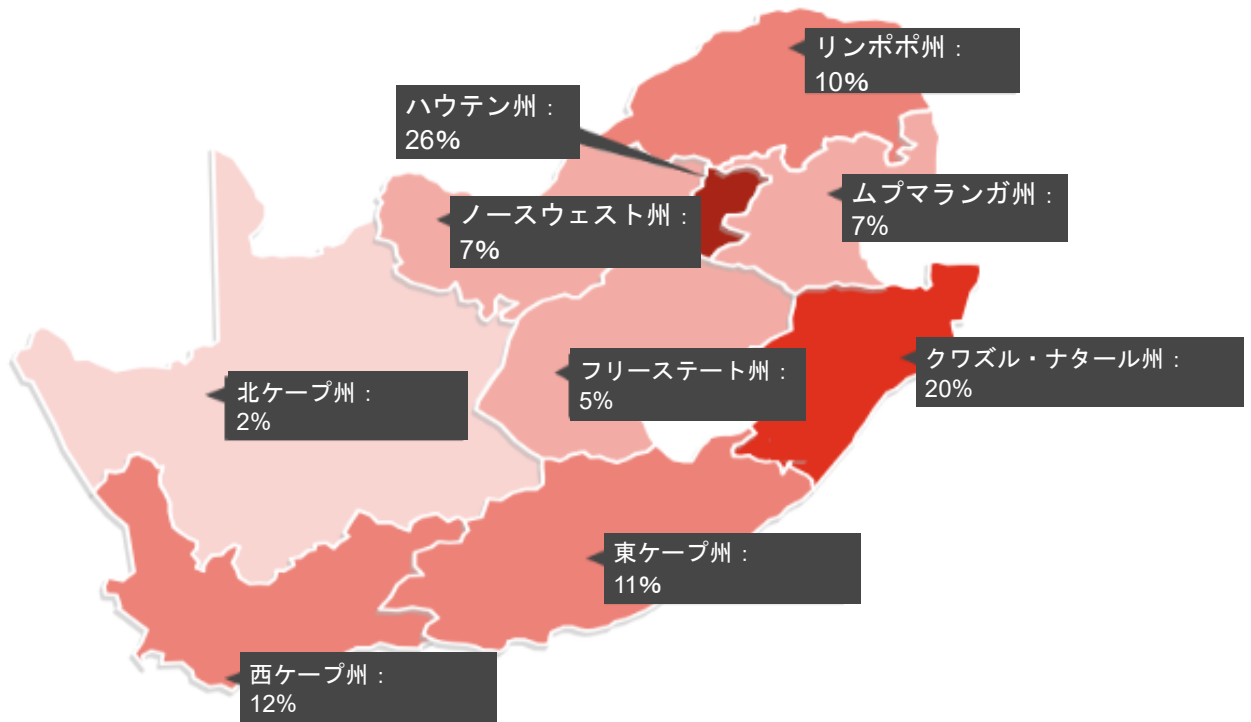 リンポポ州：
10%
ハウテン州：
26%
ムプマランガ州：
7%
ノースウェスト州：
7%
クワズル・ナタール州：
20%
フリーステート州：
5%
北ケープ州：
2%
東ケープ州：
11%
西ケープ州：
12%